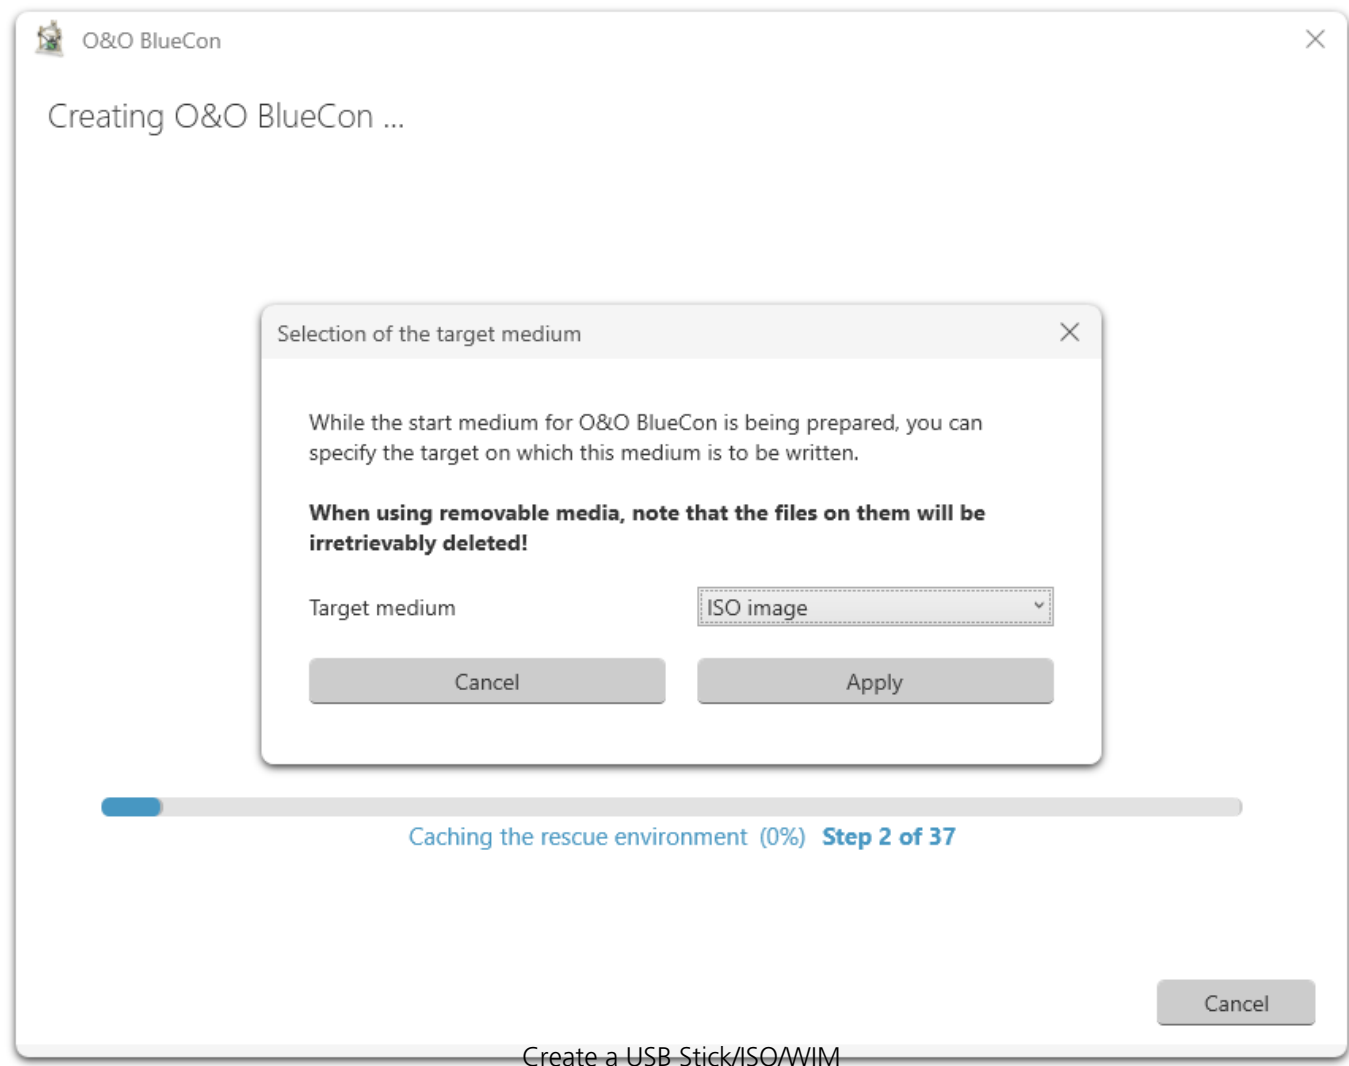 O&O BlueCon
Creating O&O BlueCon ...
Selection of the target medium
While the start medium for O&O BlueCon is being prepared, you can
specify the target on which this medium is to be written.
When using removable media, note that the files on them will be
irretrievably deleted!
Target medium
ISO image
Cancel
Apply
Caching the rescue environment (0%) Step 2 of 37
Cancel
Create a USB Stick/ISO/WIM